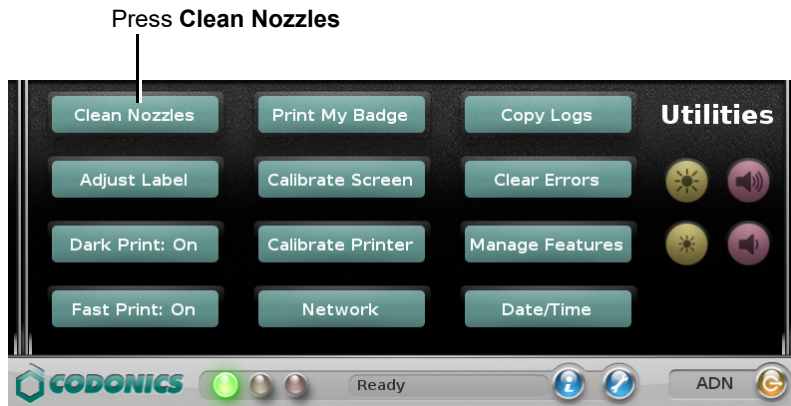 Press Clean Nozzles
Clean Nozzles Print My Badge Copy Logs Utilities
Adjust Label Calibrate Screen Clear Errors
Dark Print: On Calibrate Printer Manage Features
Fast Print: On Network Date/Time
CODONICS Ready i ADN